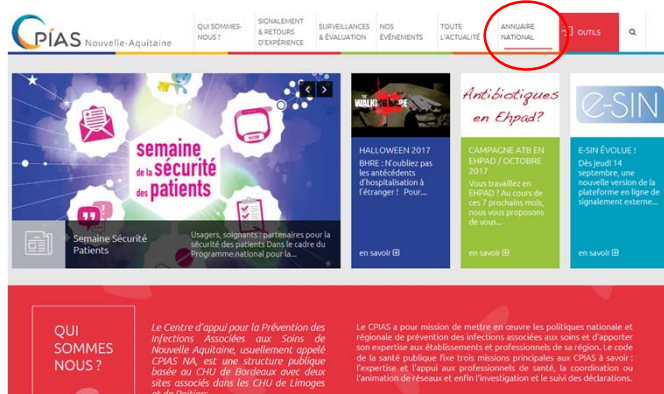 CPIAS Nouvelle-Aquitaine
QUI SOMMES-
NOUS ?
SIGNALEMENT
& RETOURS
D'EXPÉRIENCE
SURVEILLANCES
& ÉVALUATION
NOS
ÉVÉNEMENTS
TOUTE
L'ACTUALITÉ
ANNUAIRE
NATIONAL
OUTILS
semaine
de la sécurité
des patients
Semaine Sécurité
Patients
Usagers, soignants : partenaires pour la
sécurité des patients Dans le cadre du
Programme national pour la...
THE
WALKING
HALLOWEEN 2017
BHRE : N'oubliez pas
les antécédents
d'hospitalisation à
l'étranger ! Pour...
en savoir
Antibiotiques
en Ehpad?
CAMPAGNE ATB EN
EHPAD / OCTOBRE
2017
Vous travaillez en
EHPAD ? Au cours de
ces 7 prochains mois,
nous vous proposons
de vous...
en savoir
e-SIN
E-SIN ÉVOLUE !
Dès jeudi 14
septembre, une
nouvelle version de la
plateforme en ligne de
signalement externe...
en savoir
QUI
SOMMES
NOUS ?
Le Centre d'appui pour la Prévention des
Infections Associées aux Soins de
Nouvelle Aquitaine, usuellement appelé
CPIAS NA, est une structure publique
basée au CHU de Bordeaux avec deux
sites associés dans les CHU de Limoges
et de Poitiers
Le CPIAS a pour mission de mettre en œuvre les politiques nationale et
régionale de prévention des infections associées aux soins et d'apporter
son expertise aux établissements et professionnels de sa région. Le code
de la santé publique fixe trois missions principales aux CPIAS à savoir :
l'expertise et l'appui aux professionnels de santé, la coordination ou
l'animation de réseaux et enfin l'investigation et le suivi des déclarations.